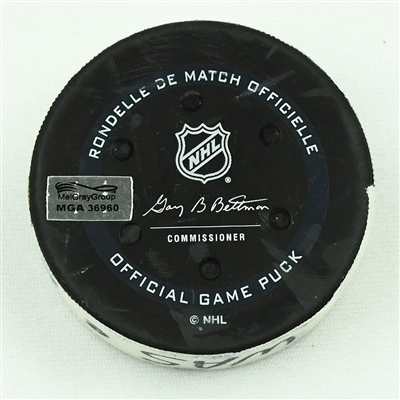 RONDELLE DE MATCH OFFICIELLE
NHL
MeiGrayGroup
MGA 36960
Gary B Bettman
COMMISSIONER
OFFICIAL GAME PUCK
© NHL